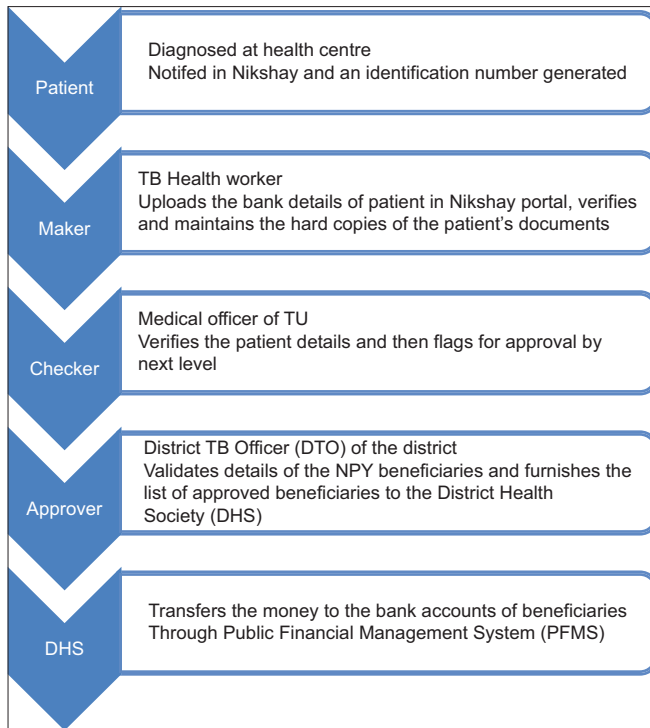 Patient
Diagnosed at health centre
Notifed in Nikshay and an identification number generated
Maker
TB Health worker
Uploads the bank details of patient in Nikshay portal, verifies
and maintains the hard copies of the patient's documents
Checker
Medical officer of TU
Verifies the patient details and then flags for approval by
next level
Approver
District TB Officer (DTO) of the district
Validates details of the NPY beneficiaries and furnishes the
list of approved beneficiaries to the District Health
Society (DHS)
DHS
Transfers the money to the bank accounts of beneficiaries
Through Public Financial Management System (PFMS)